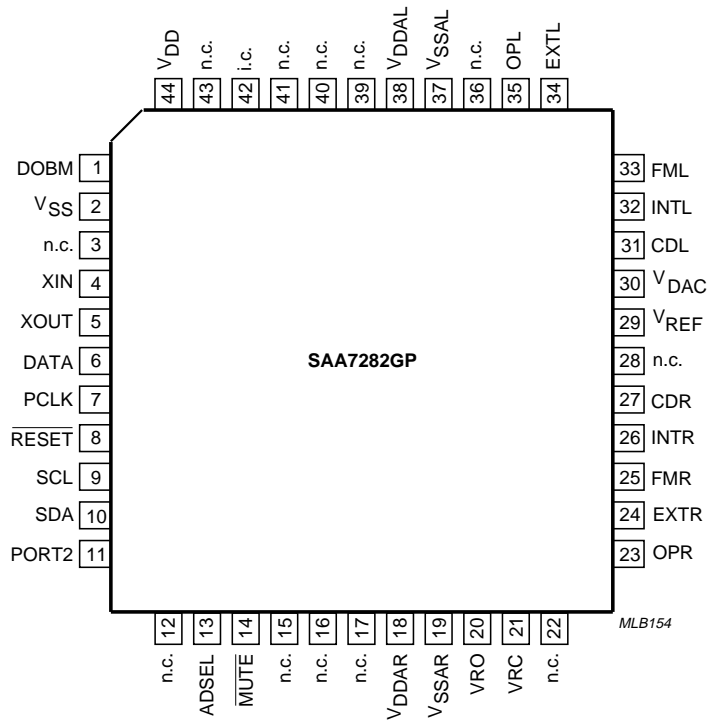 VDD n.c. i.c. n.c. n.c. n.c. VDDAL VSSAL n.c. OPL EXTL
44 43 42 41 40 39 38 37 36 35 34
DOBM 1
VSS 2
n.c. 3
XIN 4
XOUT 5
DATA 6
PCLK 7
RESET 8
SCL 9
SDA 10
PORT2 11
SAA7282GP
33 FML
32 INTL
31 CDL
30 VDAC
29 VREF
28 n.c.
27 CDR
26 INTR
25 FMR
24 EXTR
23 OPR
12 13 14 15 16 17 18 19 20 21 22
n.c. ADSEL MUTE n.c. n.c. n.c. VDDAR VSSAR VRO VRC n.c.
MLB154